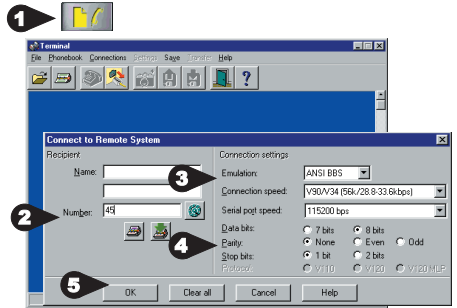 1
Terminal
File Phonebook Connections Settings Save Transfer Help
Connect to Remote System
Recipient
Connection settings
Name:
3
Emulation: ANSI BBS
Connection speed: V90/V34 (56k/28.8-33.6kbps)
2
Number: 45
Serial port speed: 115200 bps
Data bits: 7 bits 8 bits
4
Parity: None Even Odd
Stop bits: 1 bit 2 bits
Protocol: V110 V120 V120 MLP
5
OK Clear all Cancel Help